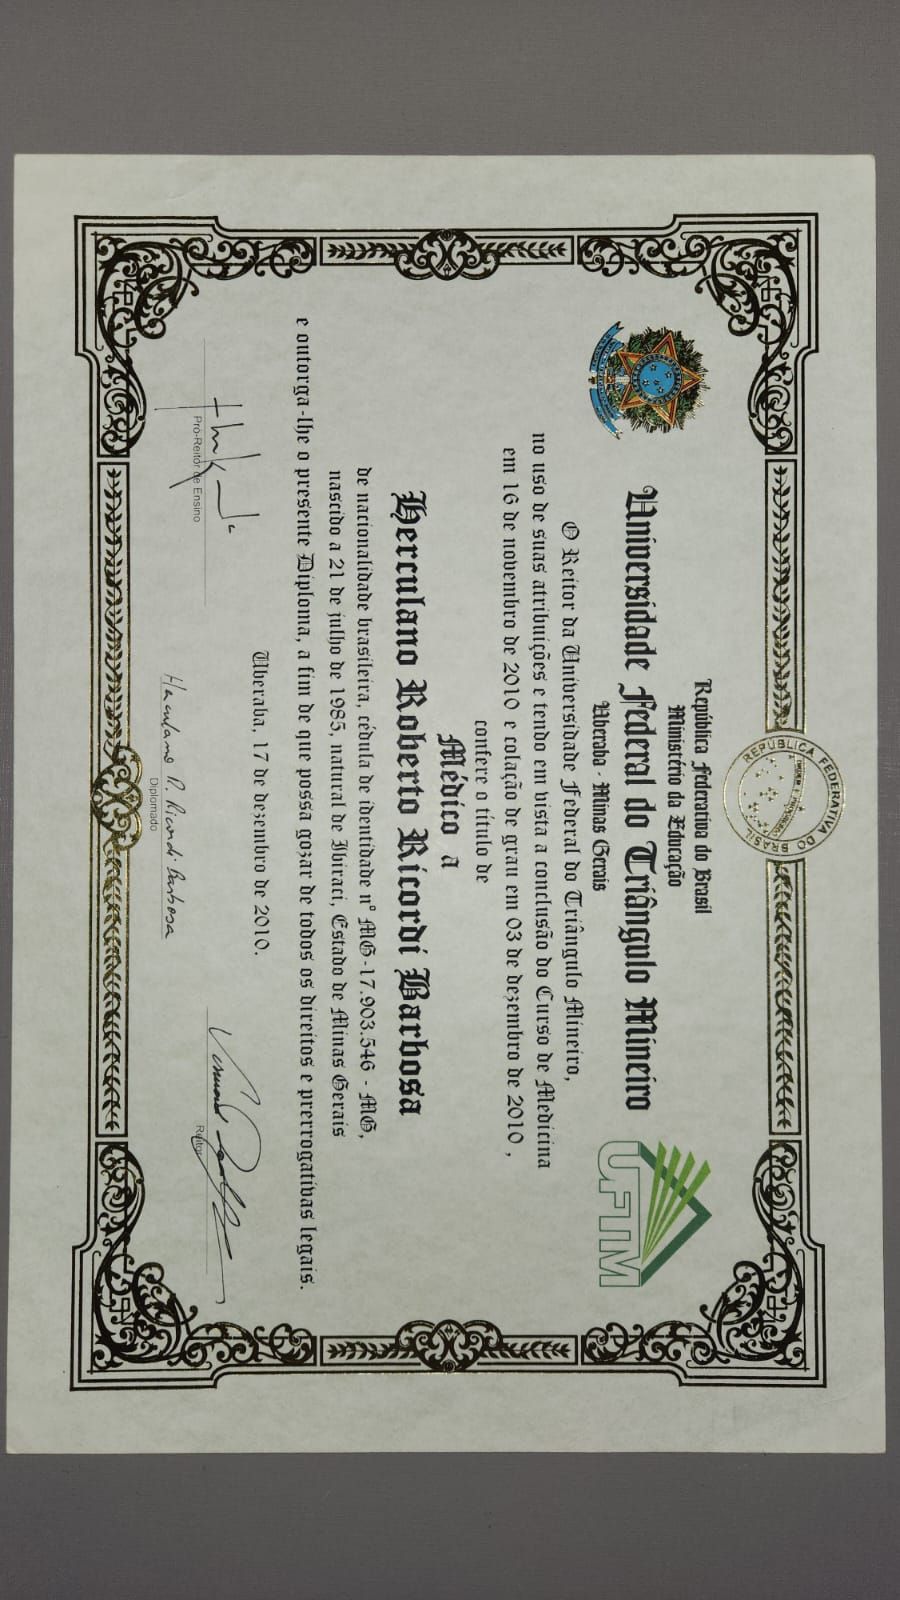 República Federativa do Brasil
Ministério da Educação
Universidade Federal do Triângulo Mineiro
Uberaba - Minas Gerais
O Reitor da Universidade Federal do Triângulo Mineiro,
no uso de suas atribuições e tendo em vista a conclusão do Curso de Medicina
em 16 de novembro de 2010 e colação de grau em 03 de dezembro de 2010 ,
confere o título de
Médico a
Herculano Roberto Ricordi Barbosa
de nacionalidade brasileira, cédula de identidade nº MG-17.903.546 - MG,
nascido a 21 de julho de 1985, natural de Ibiraci, Estado de Minas Gerais
e outorga-lhe o presente Diploma, a fim de que possa gozar de todos os direitos e prerrogativas legais.
Uberaba, 17 de dezembro de 2010.
Pró-Reitor de Ensino
Herculano R. Ricordi Barbosa
Diplomado
Reitor
REPÚBLICA FEDERATIVA DO BRASIL
UFTM